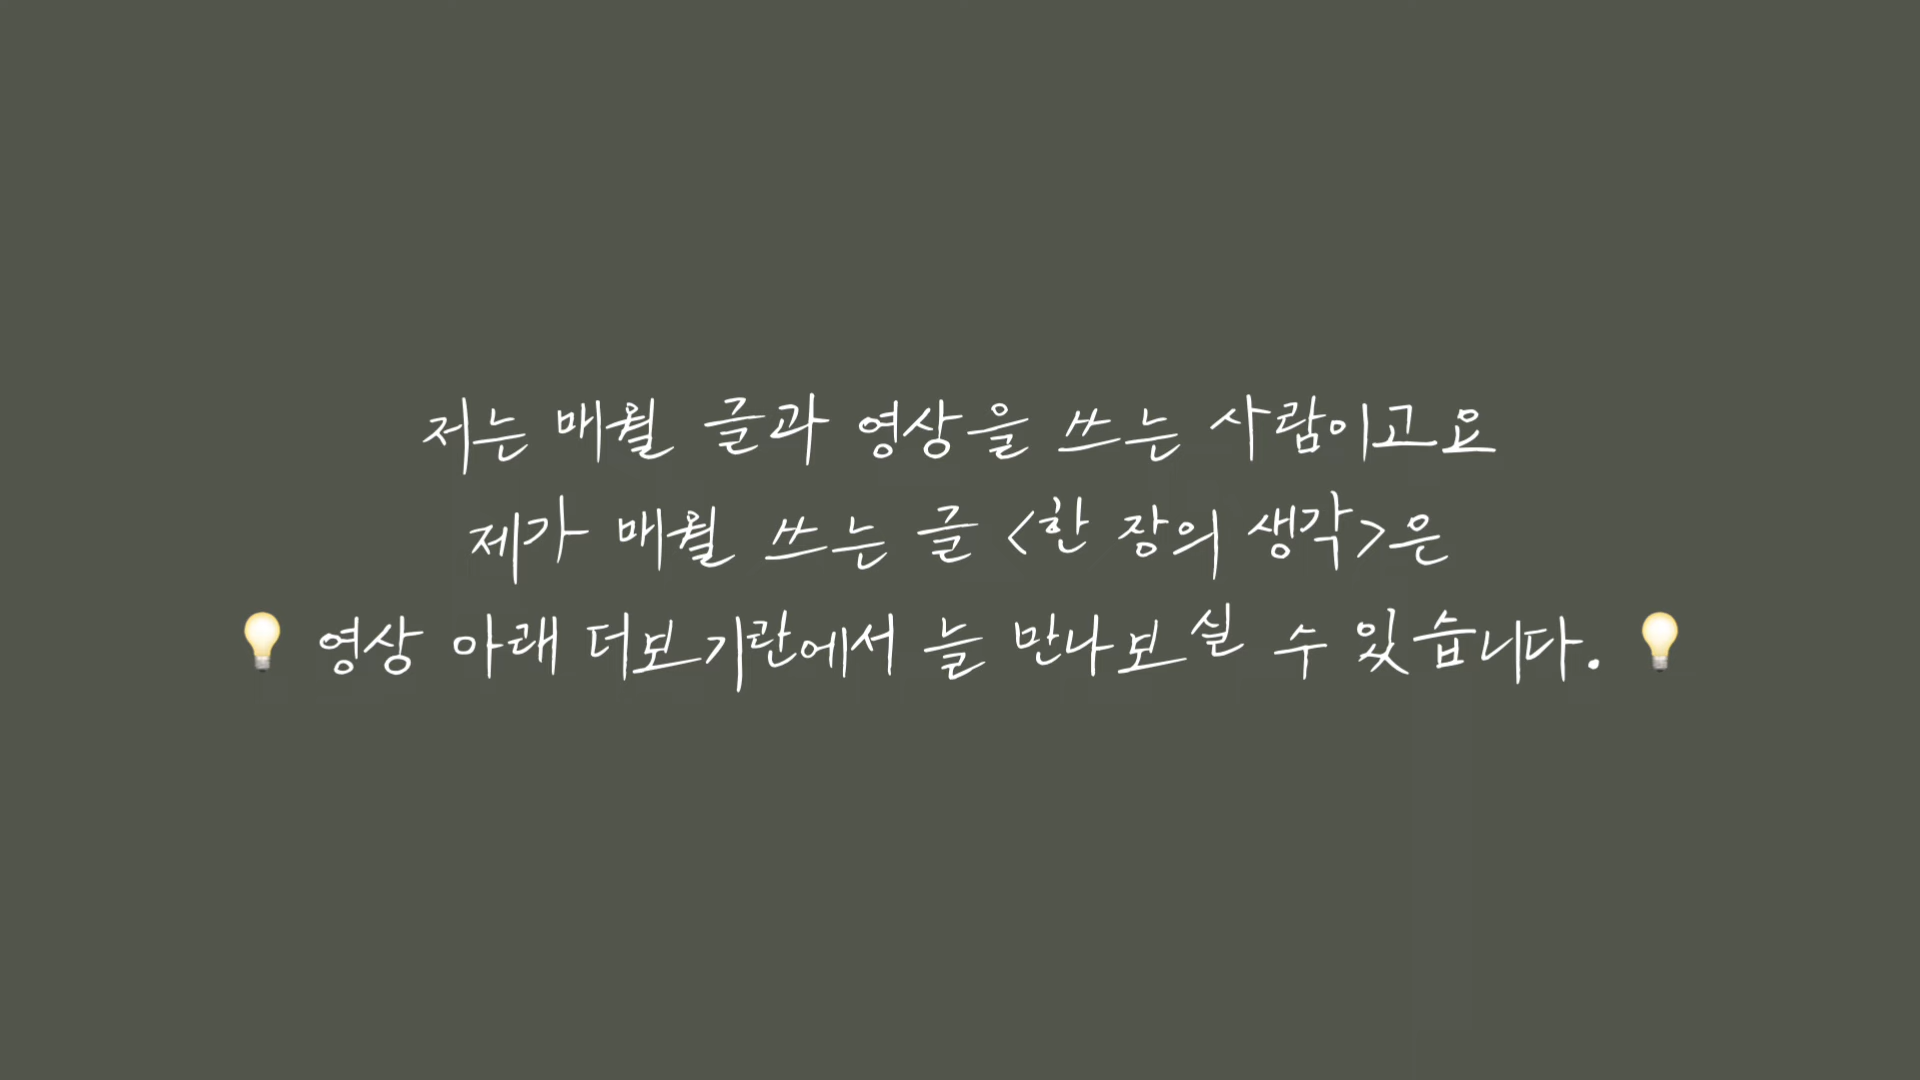 저는 매월 글과 영상을 쓰는 사람이고요
제가 매월 쓰는 글 <한 장의 생각>은
💡 영상 아래 더보기란에서 늘 만나보실 수 있습니다. 💡